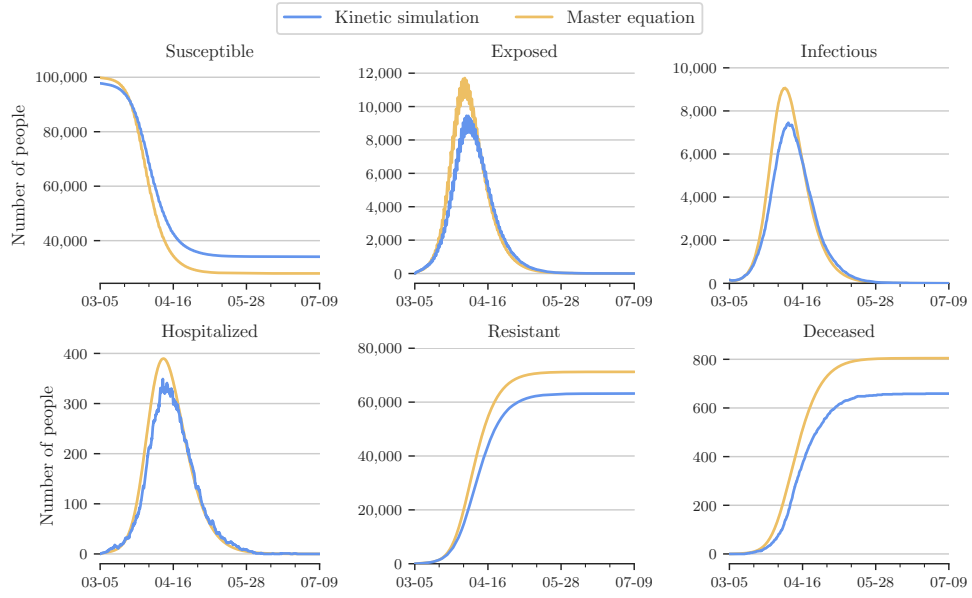 Kinetic simulation Master equation
Susceptible Exposed Infectious
Number of people
100,000
80,000
60,000
40,000
03-05 04-16 05-28 07-09
12,000
10,000
8,000
6,000
4,000
2,000
0
03-05 04-16 05-28 07-09
10,000
8,000
6,000
4,000
2,000
0
03-05 04-16 05-28 07-09
Hospitalized Resistant Deceased
Number of people
400
300
200
100
0
03-05 04-16 05-28 07-09
80,000
60,000
40,000
20,000
0
03-05 04-16 05-28 07-09
800
600
400
200
0
03-05 04-16 05-28 07-09